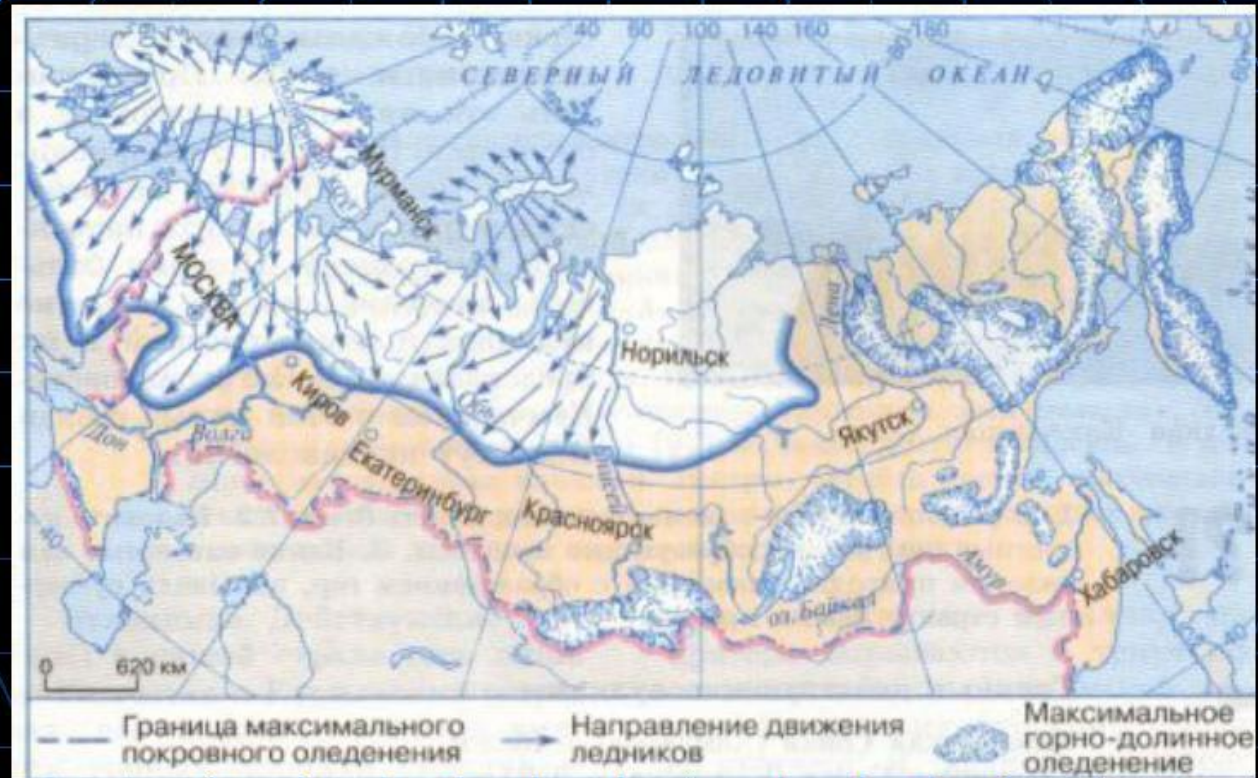 40 60 100 140 160 180
СЕВЕРНЫЙ ЛЕДОВИТЫЙ ОКЕАН
Мурманск
МОСКВА
Лена
Норильск
Киров
Якутск
Дон
Волга
Екатеринбург
Енисей
Красноярск
40
Амур
Хабаровск
оз. Байкал
40
0 620 км
Граница максимального
покровного оледенения
Направление движения
ледников
Максимальное
горно-долинное
оледенение